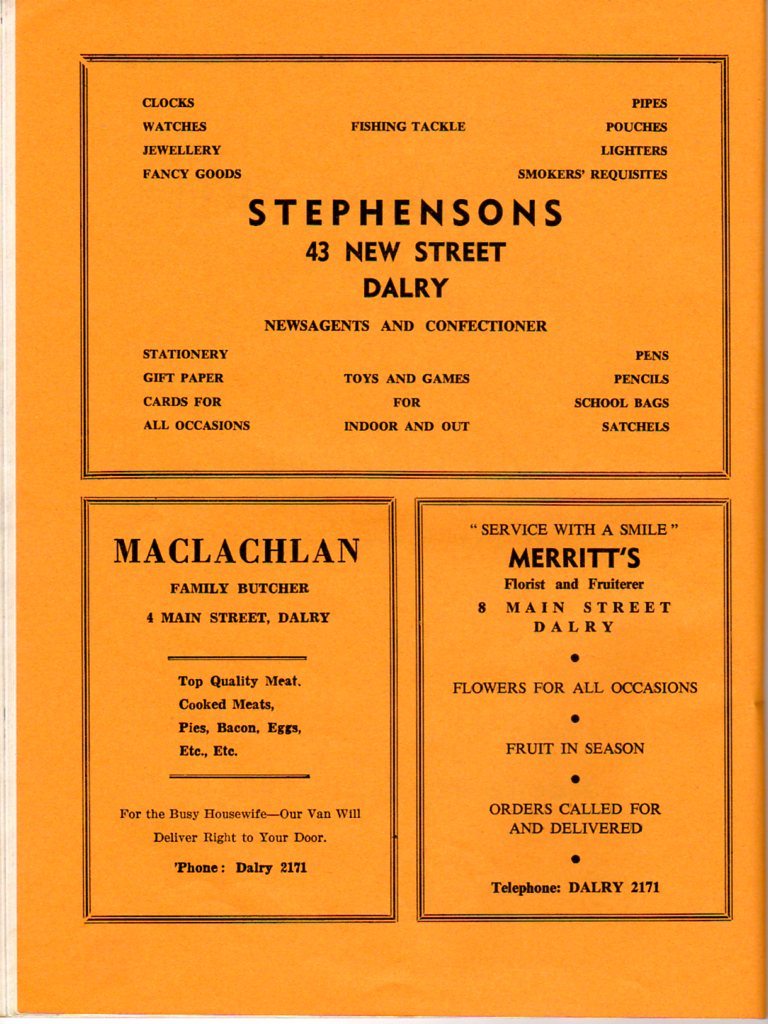 CLOCKS PIPES
WATCHES FISHING TACKLE POUCHES
JEWELLERY LIGHTERS
FANCY GOODS SMOKERS' REQUISITES
STEPHENSONS
43 NEW STREET
DALRY
NEWSAGENTS AND CONFECTIONER
STATIONERY PENS
GIFT PAPER TOYS AND GAMES PENCILS
CARDS FOR FOR SCHOOL BAGS
ALL OCCASIONS INDOOR AND OUT SATCHELS
MACLACHLAN
FAMILY BUTCHER
4 MAIN STREET, DALRY
Top Quality Meat.
Cooked Meats,
Pies, Bacon, Eggs,
Etc., Etc.
For the Busy Housewife—Our Van Will
Deliver Right to Your Door.
'Phone: Dalry 2171
" SERVICE WITH A SMILE "
MERRITT'S
Florist and Fruiterer
8 MAIN STREET
DALRY
FLOWERS FOR ALL OCCASIONS
FRUIT IN SEASON
ORDERS CALLED FOR
AND DELIVERED
Telephone: DALRY 2171